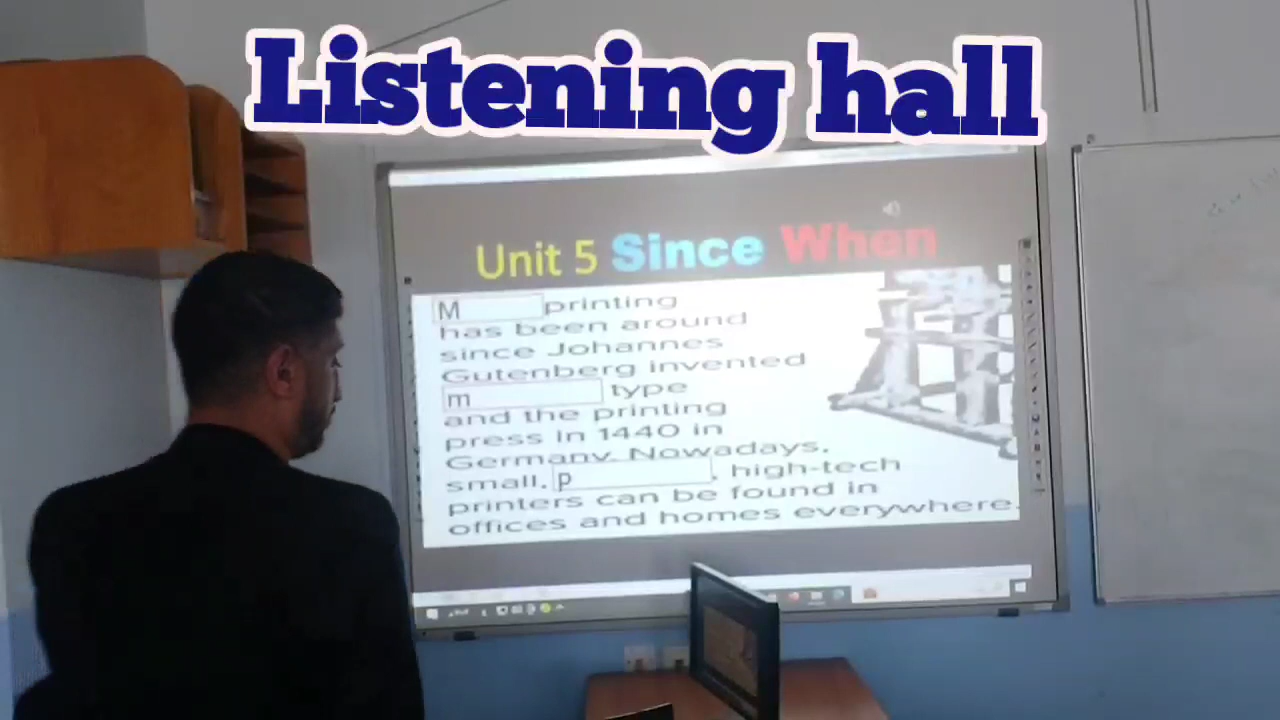 Listening hall
Unit 5 Since When
M printing
has been around
since Johannes
Gutenberg invented
m type
and the printing
press in 1440 in
Germany. Nowadays,
small, p , high-tech
printers can be found in
offices and homes everywhere.